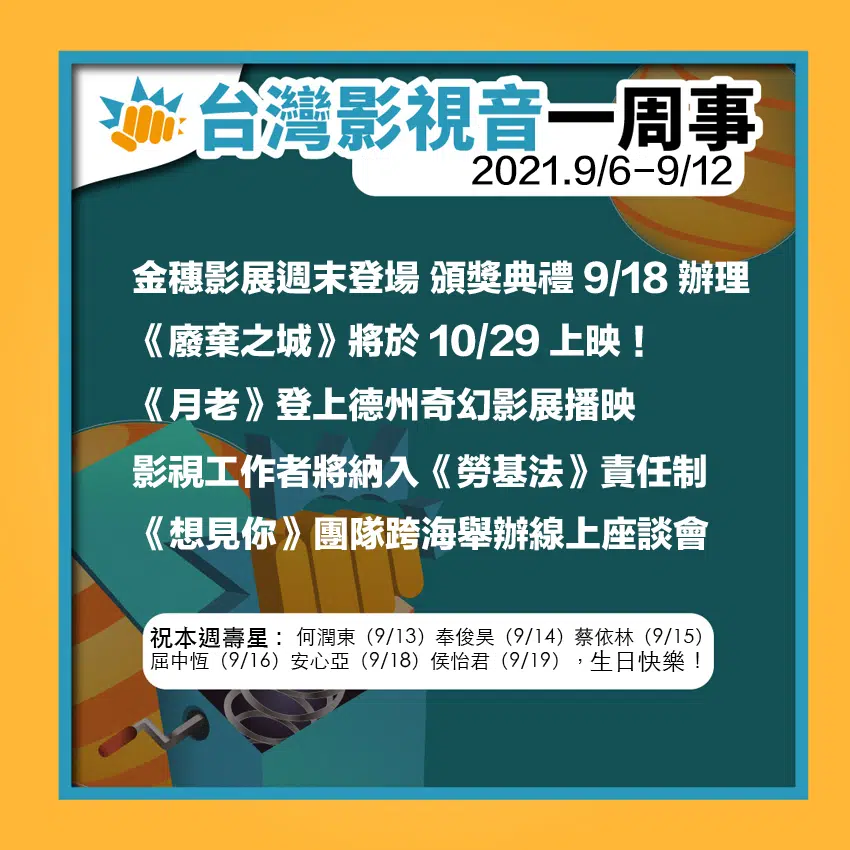 台灣影視音一周事
2021.9/6-9/12
金穗影展週末登場 頒獎典禮 9/18 辦理
《廢棄之城》將於 10/29 上映！
《月老》登上德州奇幻影展播映
影視工作者將納入《勞基法》責任制
《想見你》團隊跨海舉辦線上座談會
祝本週壽星： 何潤東（9/13）奉俊昊（9/14）蔡依林（9/15）
屈中恆（9/16）安心亞（9/18）侯怡君（9/19），生日快樂！